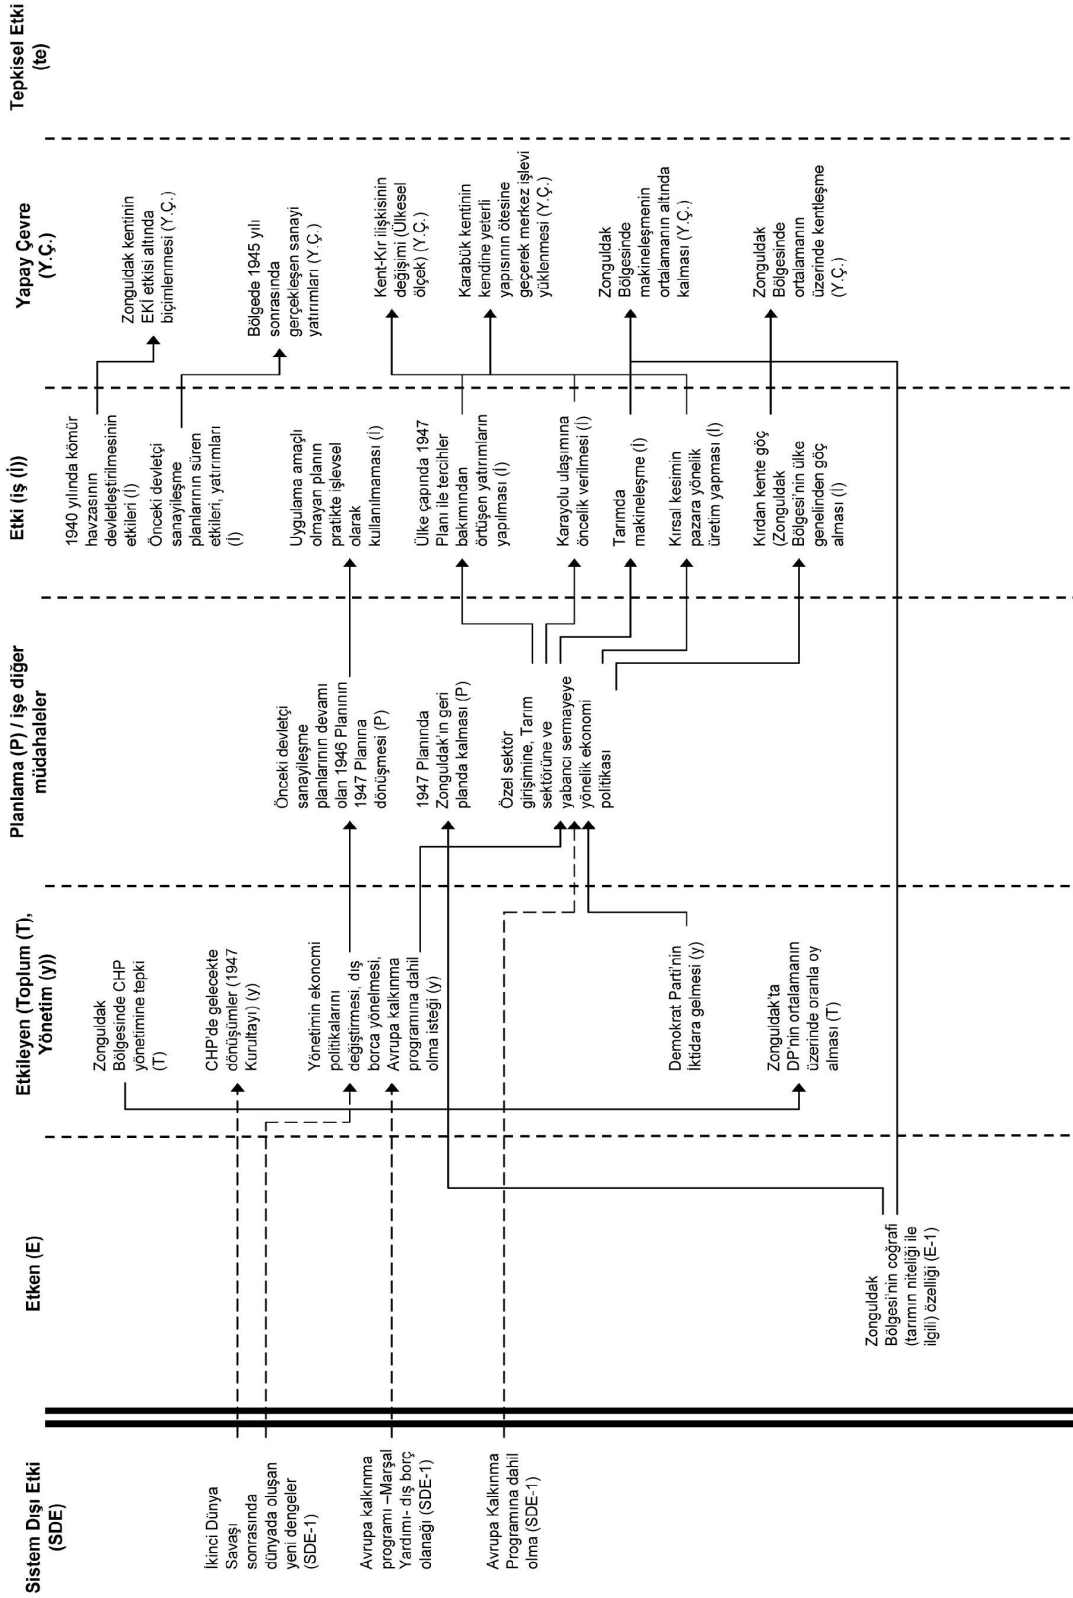 Sistem Dışı Etki
(SDE)
Etken (E)
Etkileyen (Toplum (T),
Yönetim (y))
Planlama (P) / işe diğer
müdahaleler
Etki (iş (İ))
Yapay Çevre
(Y.Ç.)
Tepkisel Etki
(te)
İkinci Dünya
Savaşı
sonrasında
dünyada oluşan
yeni dengeler
(SDE-1)
Avrupa kalkınma
programı –Marşal
Yardımı- dış borç
olanağı (SDE-1)
Avrupa Kalkınma
Programına dahil
olma (SDE-1)
Zonguldak
Bölgesi’nin coğrafi
(tarımın niteliği ile
ilgili) özelliği (E-1)
Zonguldak
Bölgesinde CHP
yönetimine tepki
(T)
CHP’de gelecekte
dönüşümler (1947
Kurultayı) (y)
Yönetimin ekonomi
politikalarını
değiştirmesi, dış
borca yönelmesi,
Avrupa kalkınma
programına dahil
olma isteği (y)
Demokrat Parti’nin
İktidara gelmesi (y)
Zonguldak’ta
DP’nin ortalamanın
üzerinde oranla oy
alması (T)
Önceki devletçi
sanayileşme
planlarının devamı
olan 1946 Planının
1947 Planına
dönüşmesi (P)
1947 Planında
Zonguldak’ın geri
planda kalması (P)
Özel sektör
girişimine, Tarım
sektörüne ve
yabancı sermayeye
yönelik ekonomi
politikası
1940 yılında kömür
havzasının
devletleştirilmesinin
etkileri (İ)
Önceki devletçi
sanayileşme
planlarının süren
etkileri, yatırımları
(İ)
Uygulama amaçlı
olmayan planın
pratikte işlevsel
olarak
kullanılmaması (İ)
Ülke çapında 1947
Planı ile tercihler
bakımından
örtüşen yatırımların
yapılması (İ)
Karayolu ulaşımına
öncelik verilmesi (İ)
Tarımda
makineleşme (İ)
Kırsal kesimin
pazara yönelik
üretim yapması (İ)
Kırdan kente göç
(Zonguldak
Bölgesi’nin ülke
genelinden göç
alması (İ)
Zonguldak kentinin
EKİ etkisi altında
biçimlenmesi (Y.Ç.)
Bölgede 1945 yılı
sonrasında
gerçekleşen sanayi
yatırımları (Y.Ç.)
Kent-Kır ilişkisinin
değişimi (Ülkesel
ölçek) (Y.Ç.)
Karabük kentinin
kendine yeterli
yapısının ötesine
geçerek merkez işlevi
yüklenmesi (Y.Ç.)
Zonguldak
Bölgesinde
makineleşmenin
ortalamanın altında
kalması (Y.Ç.)
Zonguldak
Bölgesinde
ortalamanın
üzerinde kentleşme
(Y.Ç.)